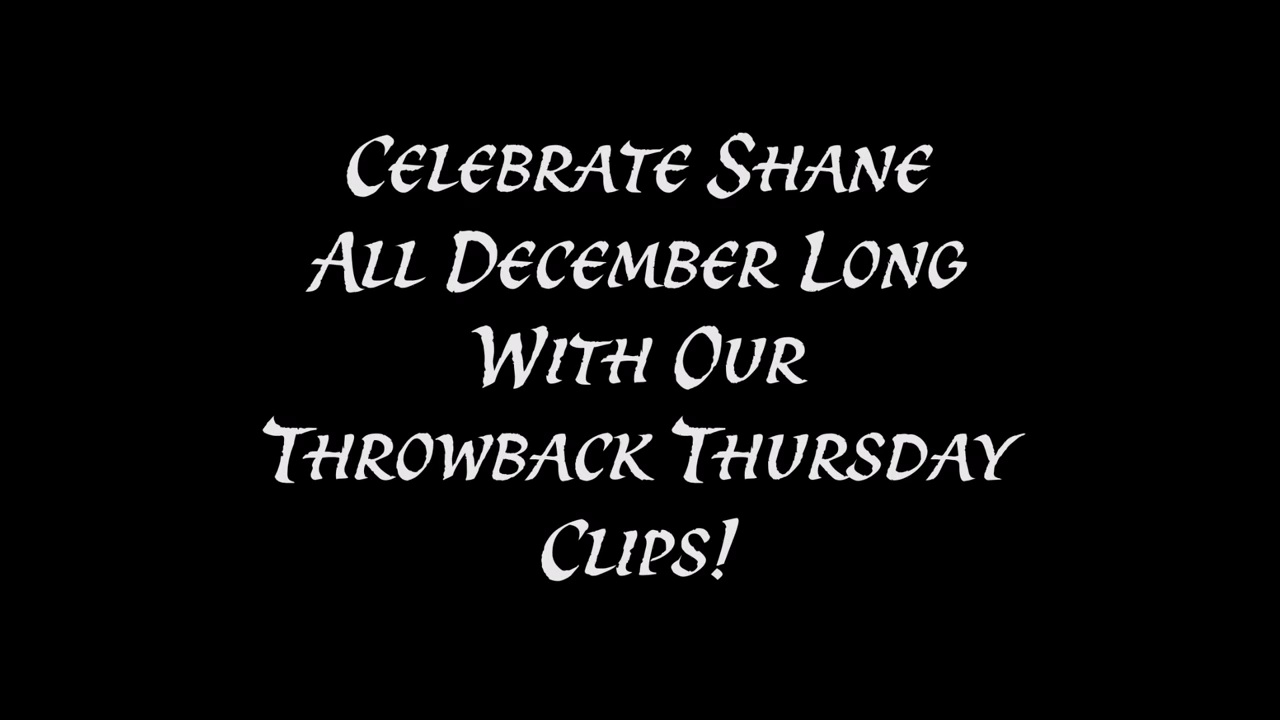 Celebrate Shane
All December Long
With Our
Throwback Thursday
Clips!